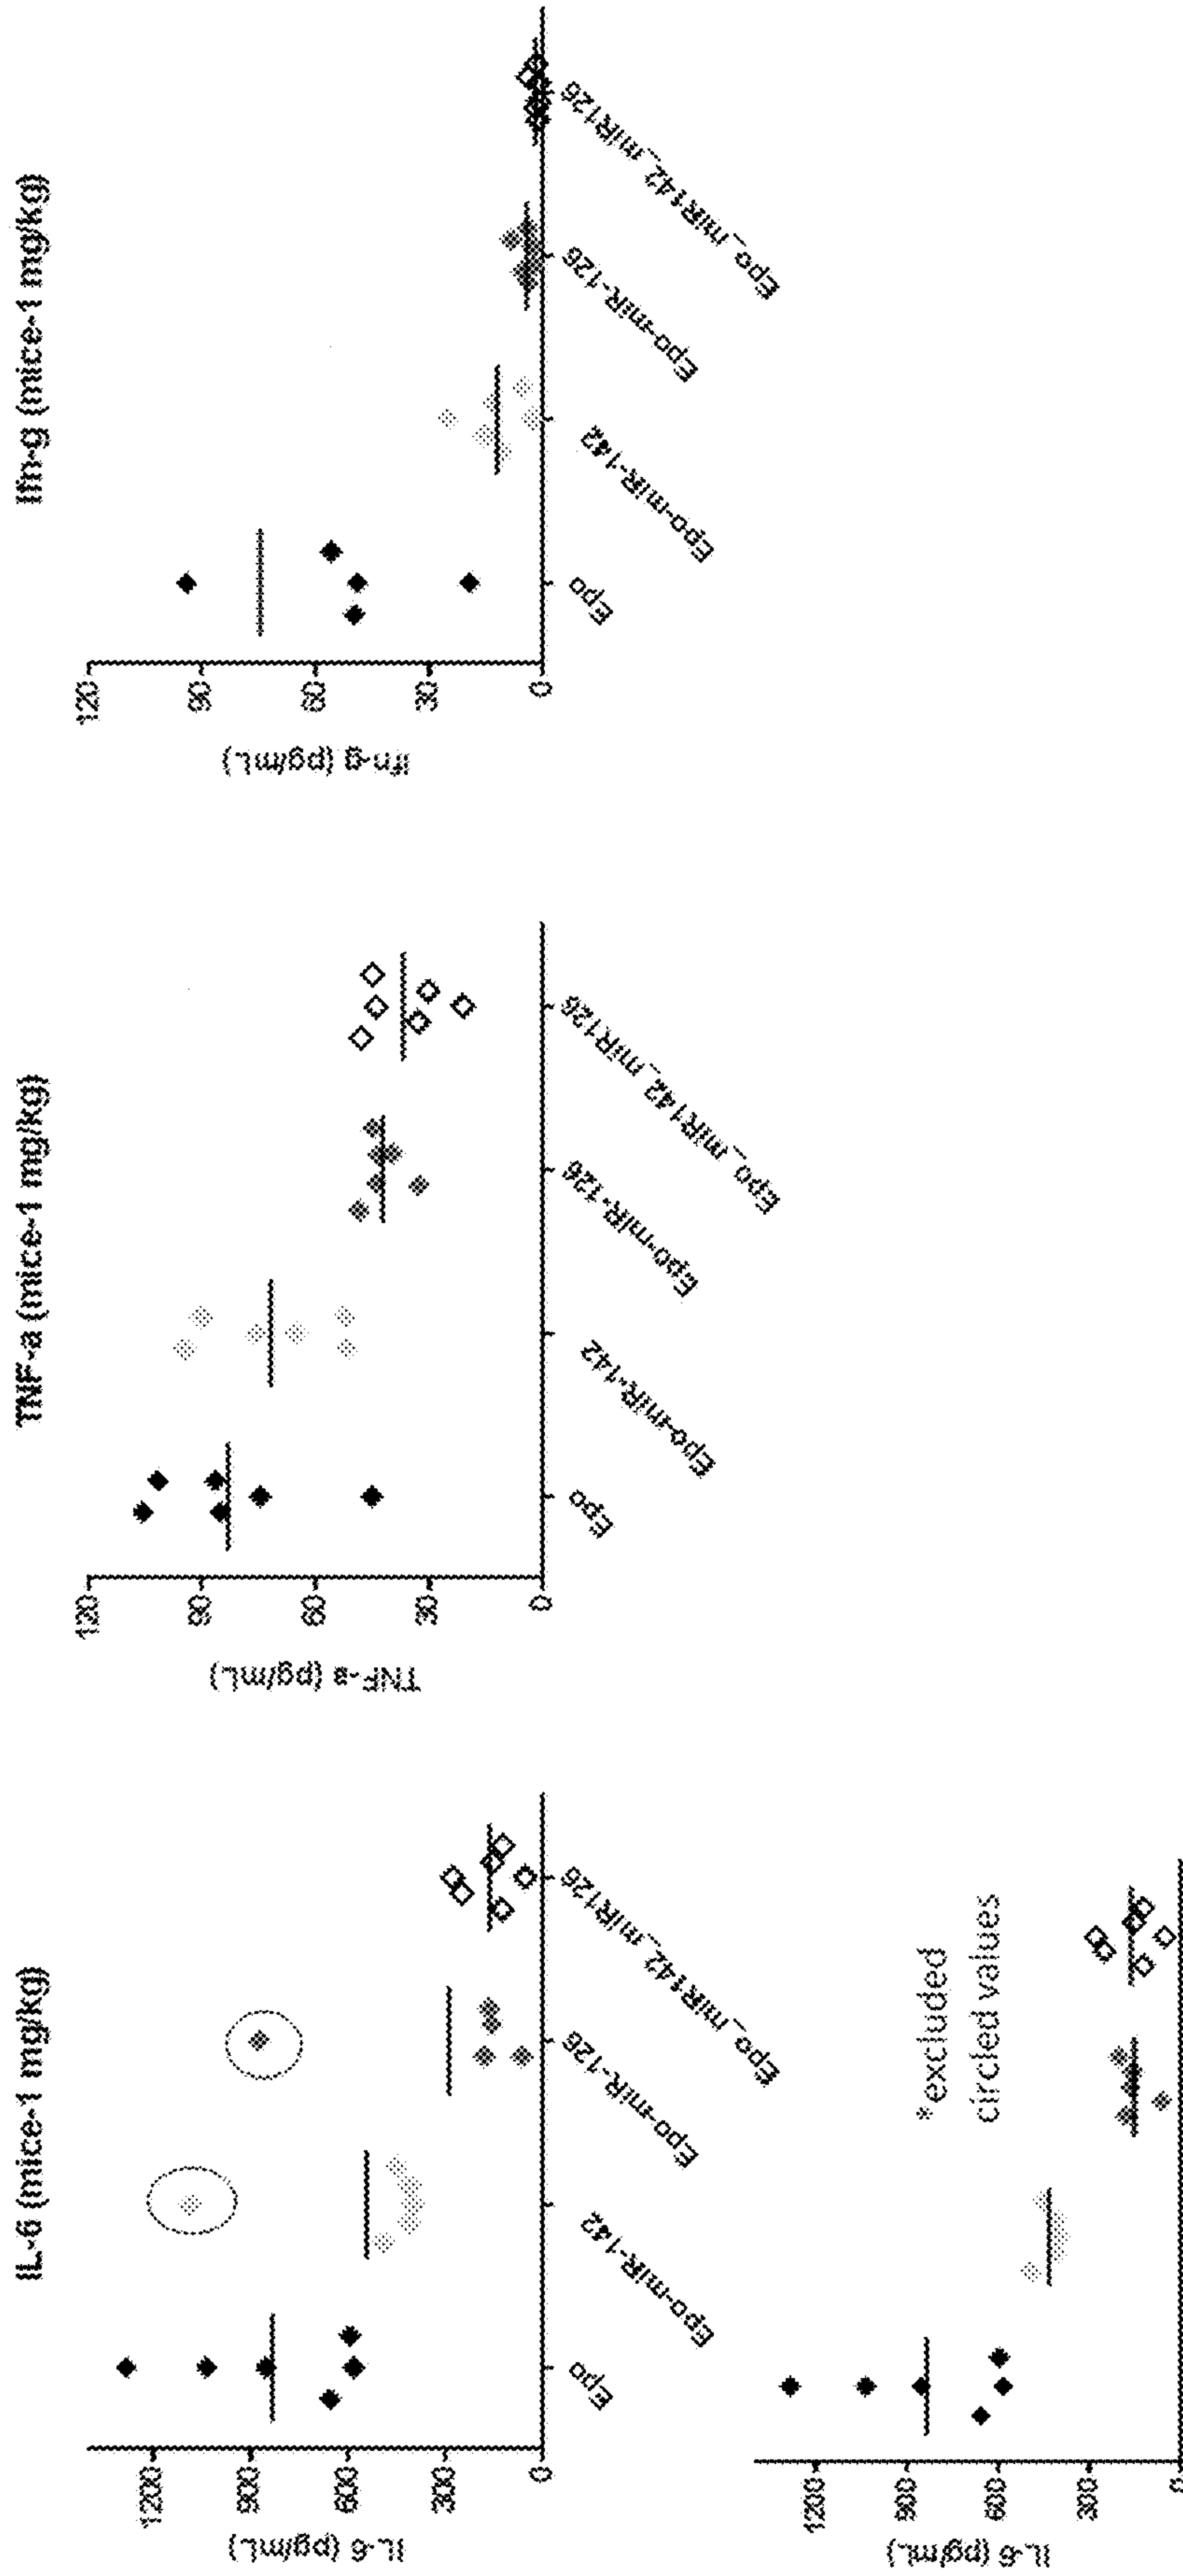 IL-6 (mice-1 mg/kg)
IL-6 (pg/mL)
1200
900
600
300
0
Epo
Epo-miR-142
Epo-miR-126
Epo_miR142_miR126
TNF-a (mice-1 mg/kg)
TNF-a (pg/mL)
120
90
60
30
0
Epo
Epo-miR-142
Epo-miR-126
Epo_miR142_miR126
Ifn-g (mice-1 mg/kg)
Ifn-g (pg/mL)
120
90
60
30
0
Epo
Epo-miR-142
Epo-miR-126
Epo_miR142_miR126
IL-6 (pg/mL)
1200
900
600
300
0
*excluded
circled values